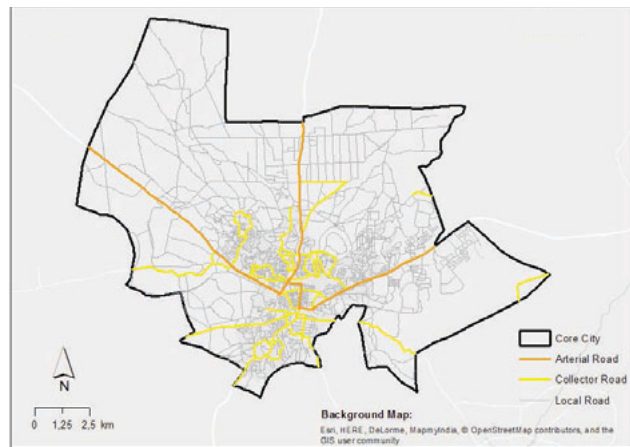 Core City
Arterial Road
Collector Road
Local Road
N
0 1,25 2,5 km
Background Map:
Esri, HERE, DeLorme, MapmyIndia, © OpenStreetMap contributors, and the
GIS user community